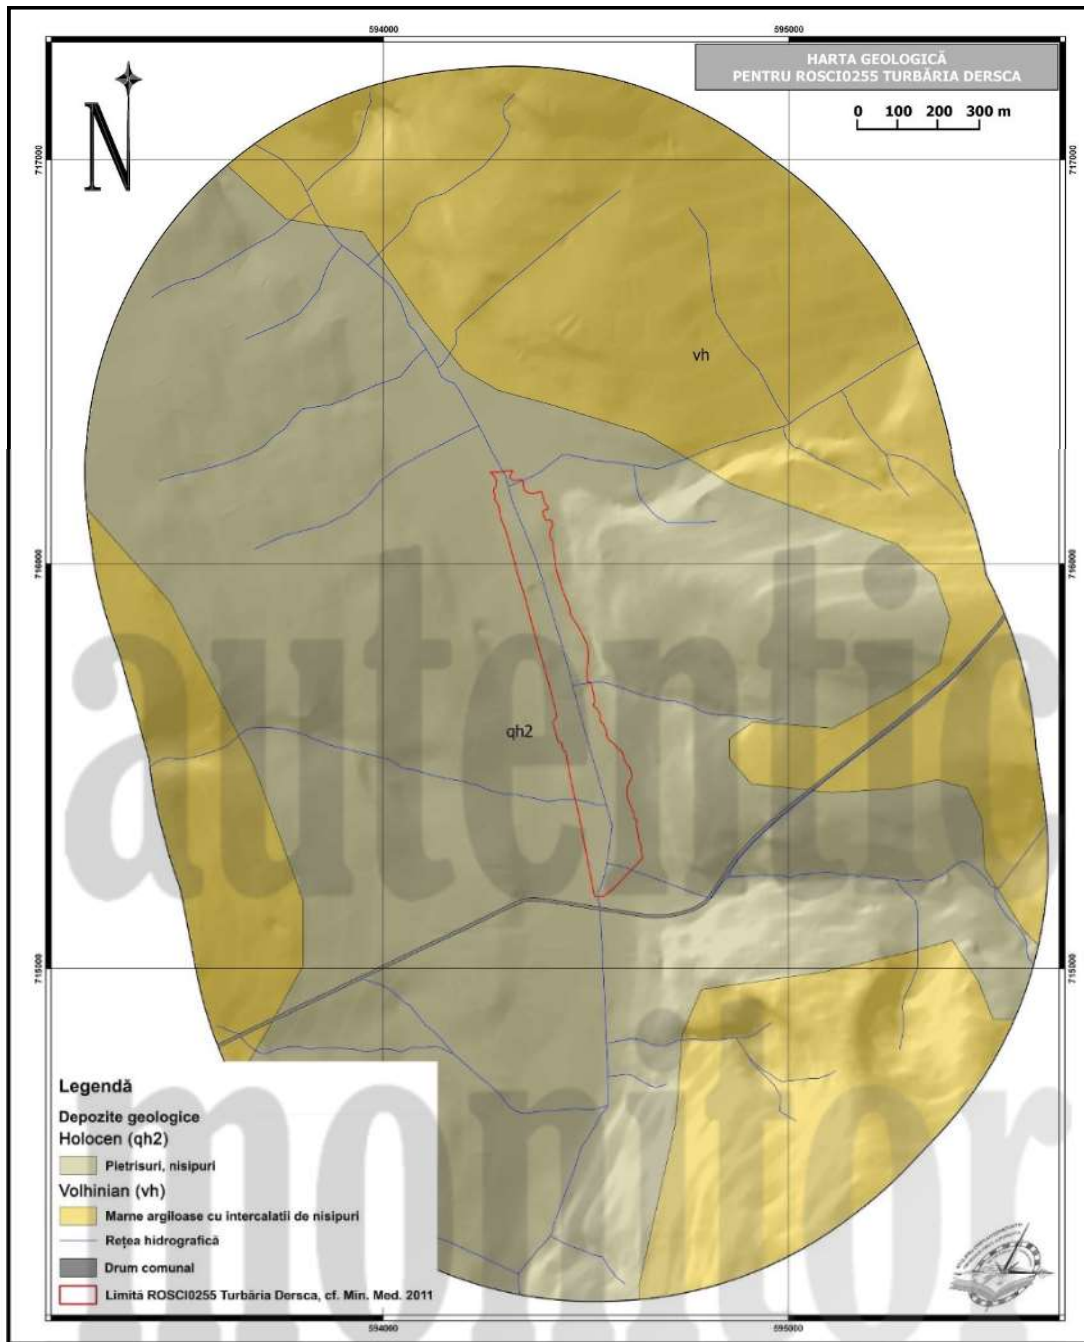 594000
595000
HARTA GEOLOGICĂ
PENTRU ROSCI0255 TURBĂRIA DERSCA
0 100 200 300 m
N
717000
717000
vh
716000
716000
autentic
qh2
715000
715000
monitor
Legendă
Depozite geologice
Holocen (qh2)
Pietrisuri, nisipuri
Volhinian (vh)
Marne argiloase cu intercalatii de nisipuri
Rețea hidrografică
Drum comunal
Limită ROSCI0255 Turbăria Dersca, cf. Min. Med. 2011
594000
595000